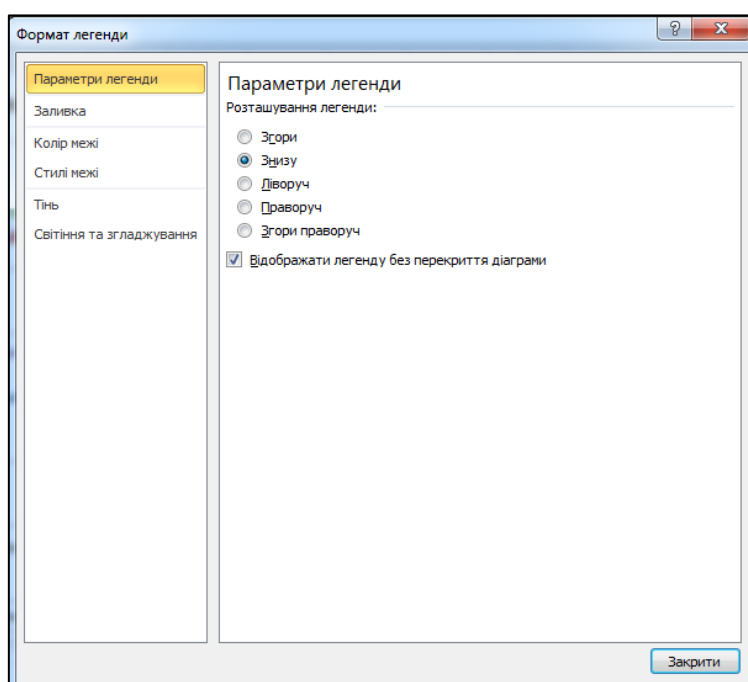 Формат легенди
Параметри легенди
Заливка
Колір межі
Стилі межі
Тінь
Світіння та згладжування
Параметри легенди
Розташування легенди:
Згори
Знизу
Ліворуч
Праворуч
Згори праворуч
Відображати легенду без перекриття діаграми
Закрити